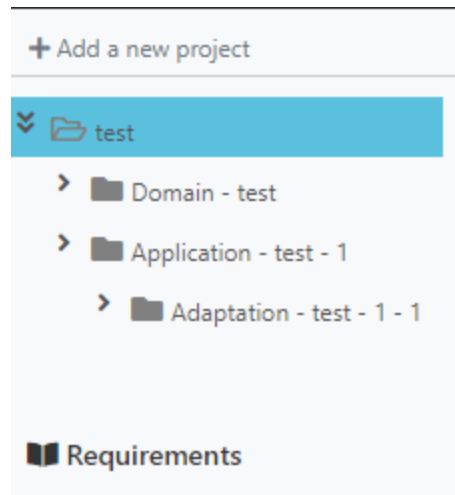 Add a new project
test
Domain - test
Application - test - 1
Adaptation - test - 1 - 1
Requirements